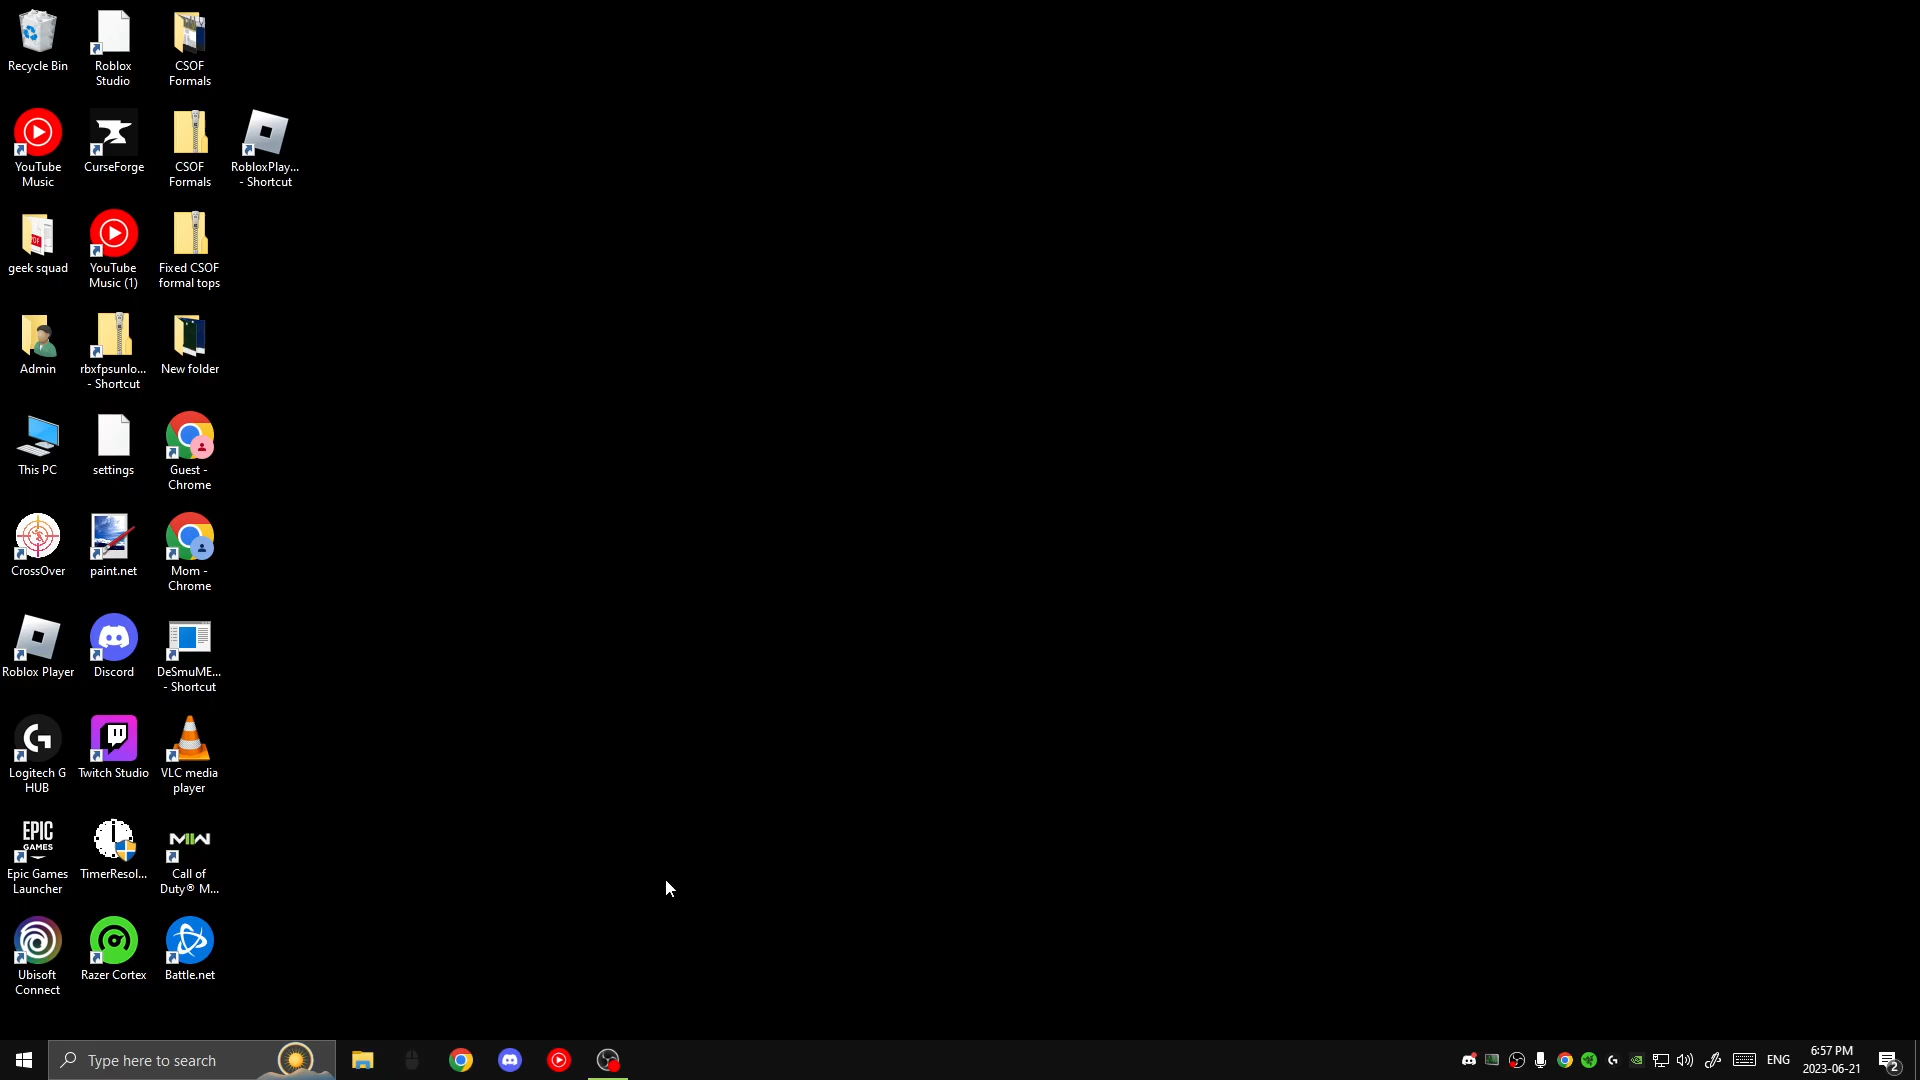 Recycle Bin
Roblox
Studio
CSOF
Formals
YouTube
Music
CurseForge
CSOF
Formals
RobloxPlay...
- Shortcut
geek squad
YouTube
Music (1)
Fixed CSOF
formal tops
Admin
rbxfpsunlo...
- Shortcut
New folder
This PC
settings
Guest -
Chrome
CrossOver
paint.net
Mom -
Chrome
Roblox Player
Discord
DeSmuME...
- Shortcut
Logitech G
HUB
Twitch Studio
VLC media
player
EPIC
GAMES
Epic Games
Launcher
TimerResol...
MW
Call of
Duty® M...
Ubisoft
Connect
Razer Cortex
Battle.net
Type here to search
ENG
6:57 PM
2023-06-21
2